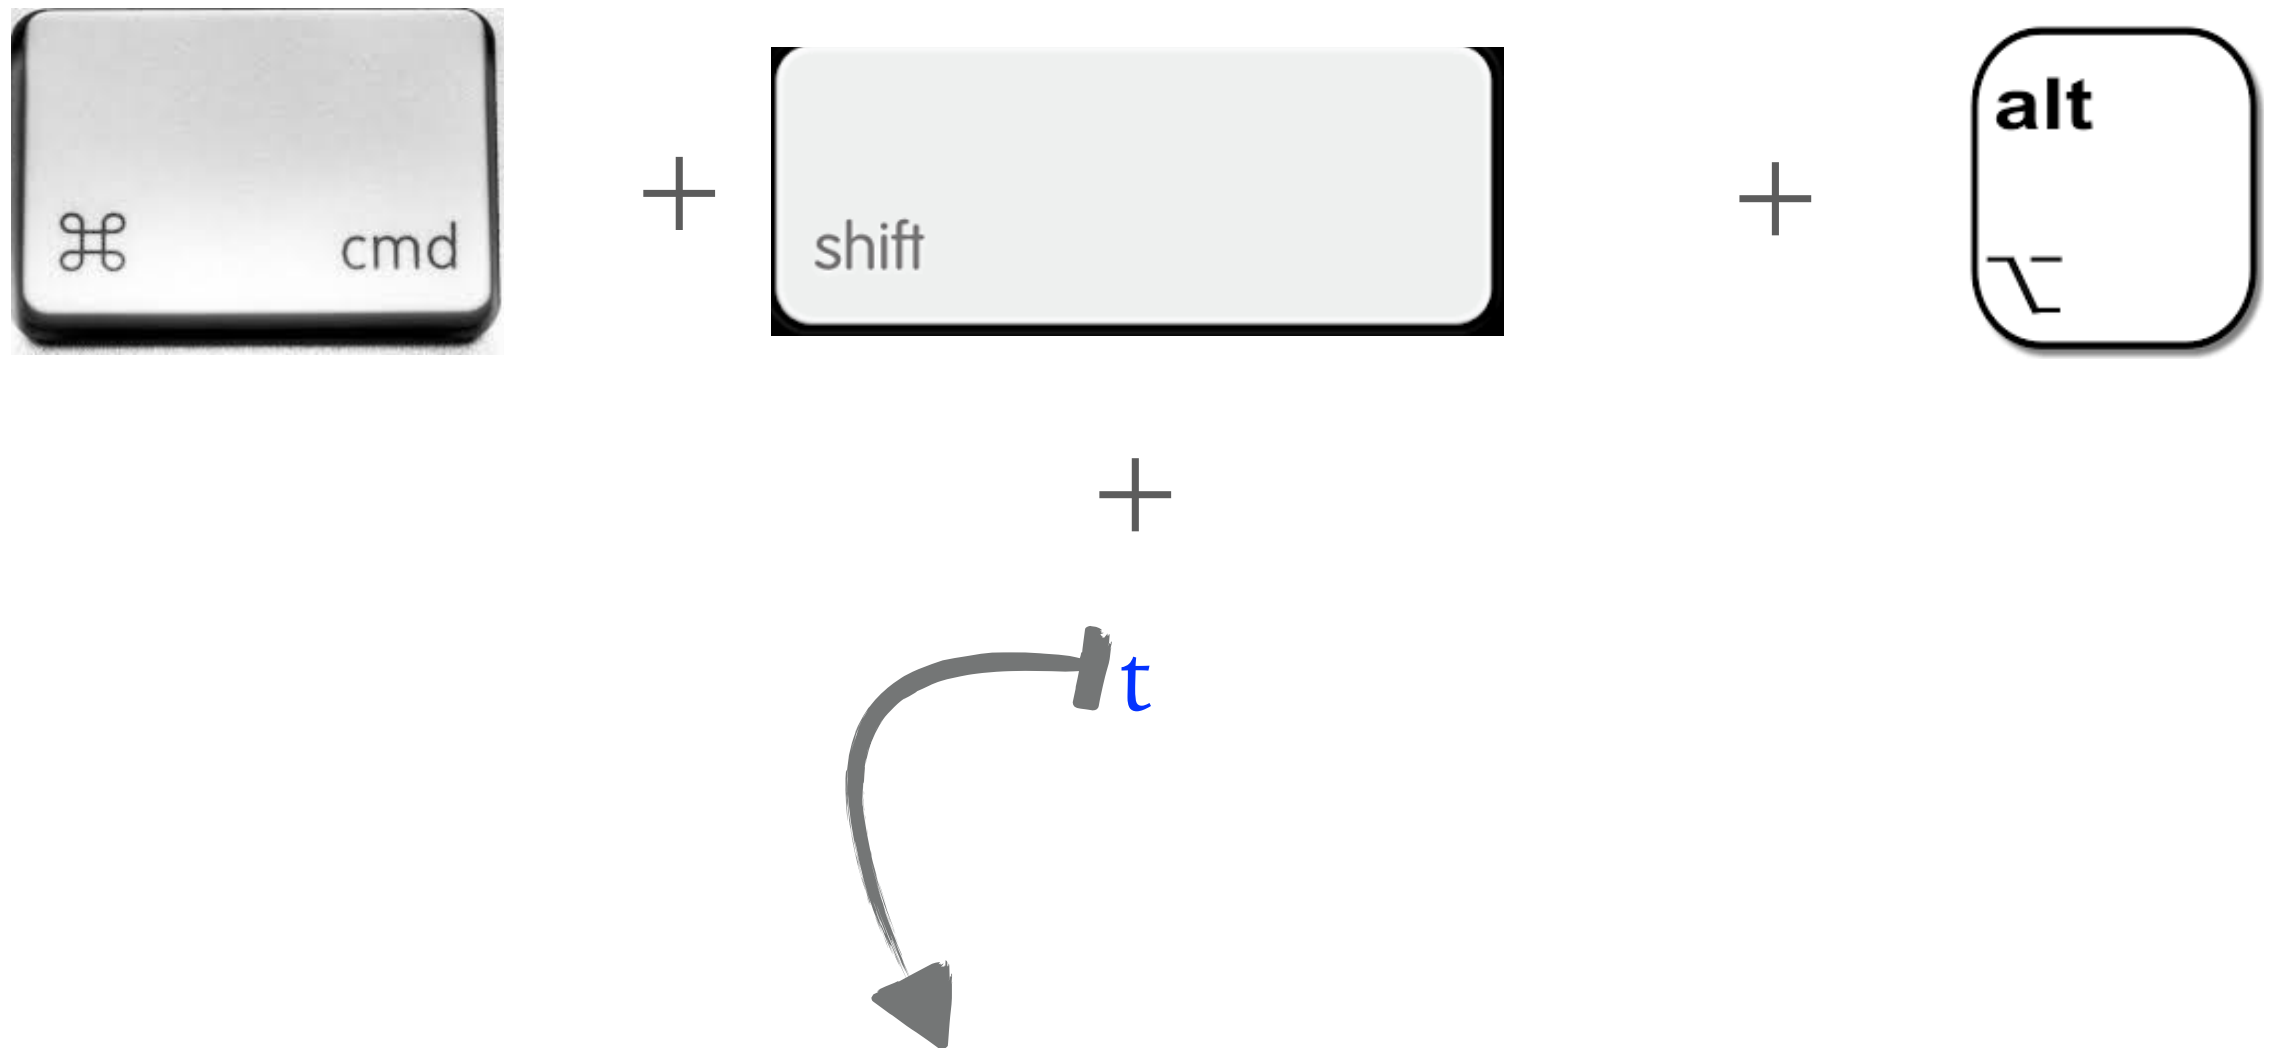 + + alt
⌘ cmd shift
⌥
+
t